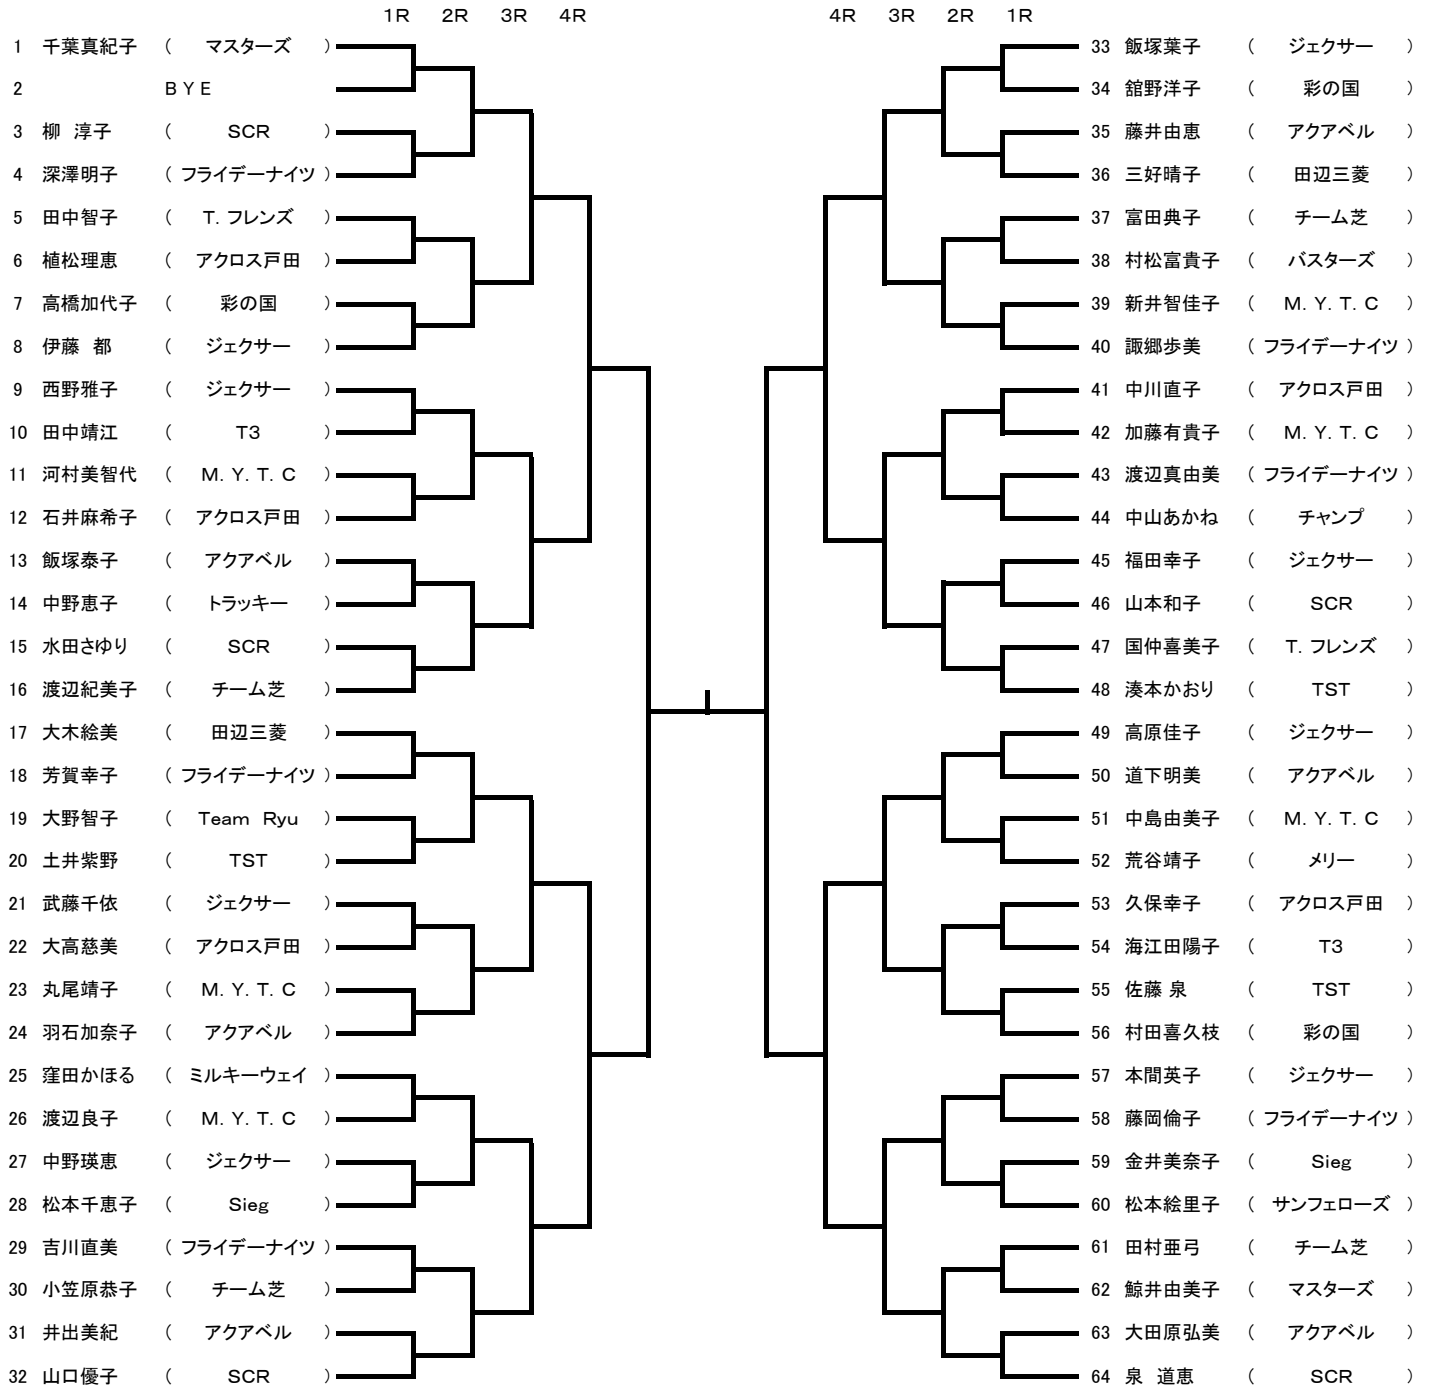 1R 2R 3R 4R
1 千葉真紀子 ( マスターズ )
2 BYE
3 柳 淳子 ( SCR )
4 深澤明子 ( フライデーナイツ )
5 田中智子 ( T.フレンズ )
6 植松理恵 ( アクロス戸田 )
7 高橋加代子 ( 彩の国 )
8 伊藤 都 ( ジェクサー )
9 西野雅子 ( ジェクサー )
10 田中靖江 ( T3 )
11 河村美智代 ( M.Y.T.C )
12 石井麻希子 ( アクロス戸田 )
13 飯塚泰子 ( アクアベル )
14 中野恵子 ( トラッキー )
15 水田さゆり ( SCR )
16 渡辺紀美子 ( チーム芝 )
17 大木絵美 ( 田辺三菱 )
18 芳賀幸子 ( フライデーナイツ )
19 大野智子 ( Team Ryu )
20 土井紫野 ( TST )
21 武藤千依 ( ジェクサー )
22 大高慈美 ( アクロス戸田 )
23 丸尾靖子 ( M.Y.T.C )
24 羽石加奈子 ( アクアベル )
25 窪田かほる ( ミルキーウェイ )
26 渡辺良子 ( M.Y.T.C )
27 中野瑛恵 ( ジェクサー )
28 松本千恵子 ( Sieg )
29 吉川直美 ( フライデーナイツ )
30 小笠原恭子 ( チーム芝 )
31 井出美紀 ( アクアベル )
32 山口優子 ( SCR )
4R 3R 2R 1R
33 飯塚葉子 ( ジェクサー )
34 舘野洋子 ( 彩の国 )
35 藤井由恵 ( アクアベル )
36 三好晴子 ( 田辺三菱 )
37 富田典子 ( チーム芝 )
38 村松富貴子 ( バスターズ )
39 新井智佳子 ( M.Y.T.C )
40 諏郷歩美 ( フライデーナイツ )
41 中川直子 ( アクロス戸田 )
42 加藤有貴子 ( M.Y.T.C )
43 渡辺真由美 ( フライデーナイツ )
44 中山あかね ( チャンプ )
45 福田幸子 ( ジェクサー )
46 山本和子 ( SCR )
47 国仲喜美子 ( T.フレンズ )
48 湊本かおり ( TST )
49 高原佳子 ( ジェクサー )
50 道下明美 ( アクアベル )
51 中島由美子 ( M.Y.T.C )
52 荒谷靖子 ( メリー )
53 久保幸子 ( アクロス戸田 )
54 海江田陽子 ( T3 )
55 佐藤 泉 ( TST )
56 村田喜久枝 ( 彩の国 )
57 本間英子 ( ジェクサー )
58 藤岡倫子 ( フライデーナイツ )
59 金井美奈子 ( Sieg )
60 松本絵里子 ( サンフェローズ )
61 田村亜弓 ( チーム芝 )
62 鯨井由美子 ( マスターズ )
63 大田原弘美 ( アクアベル )
64 泉 道恵 ( SCR )